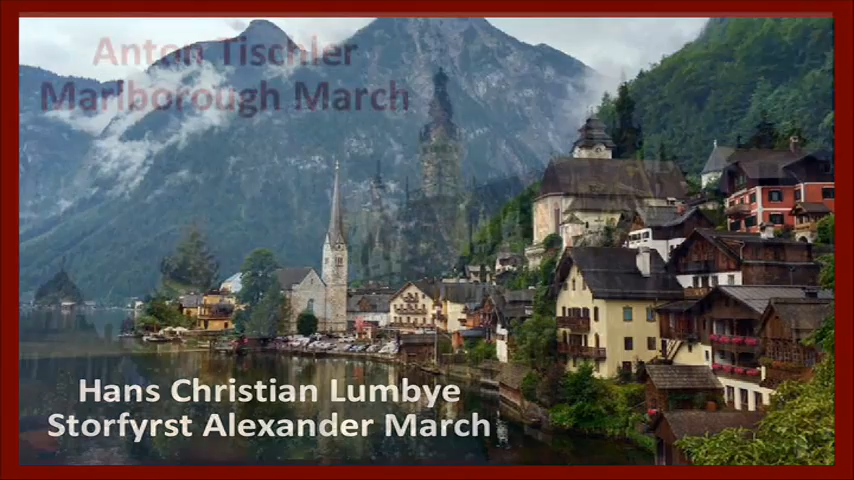 Anton Tischler
Marlborough March
Hans Christian Lumbye
Storfyrst Alexander March